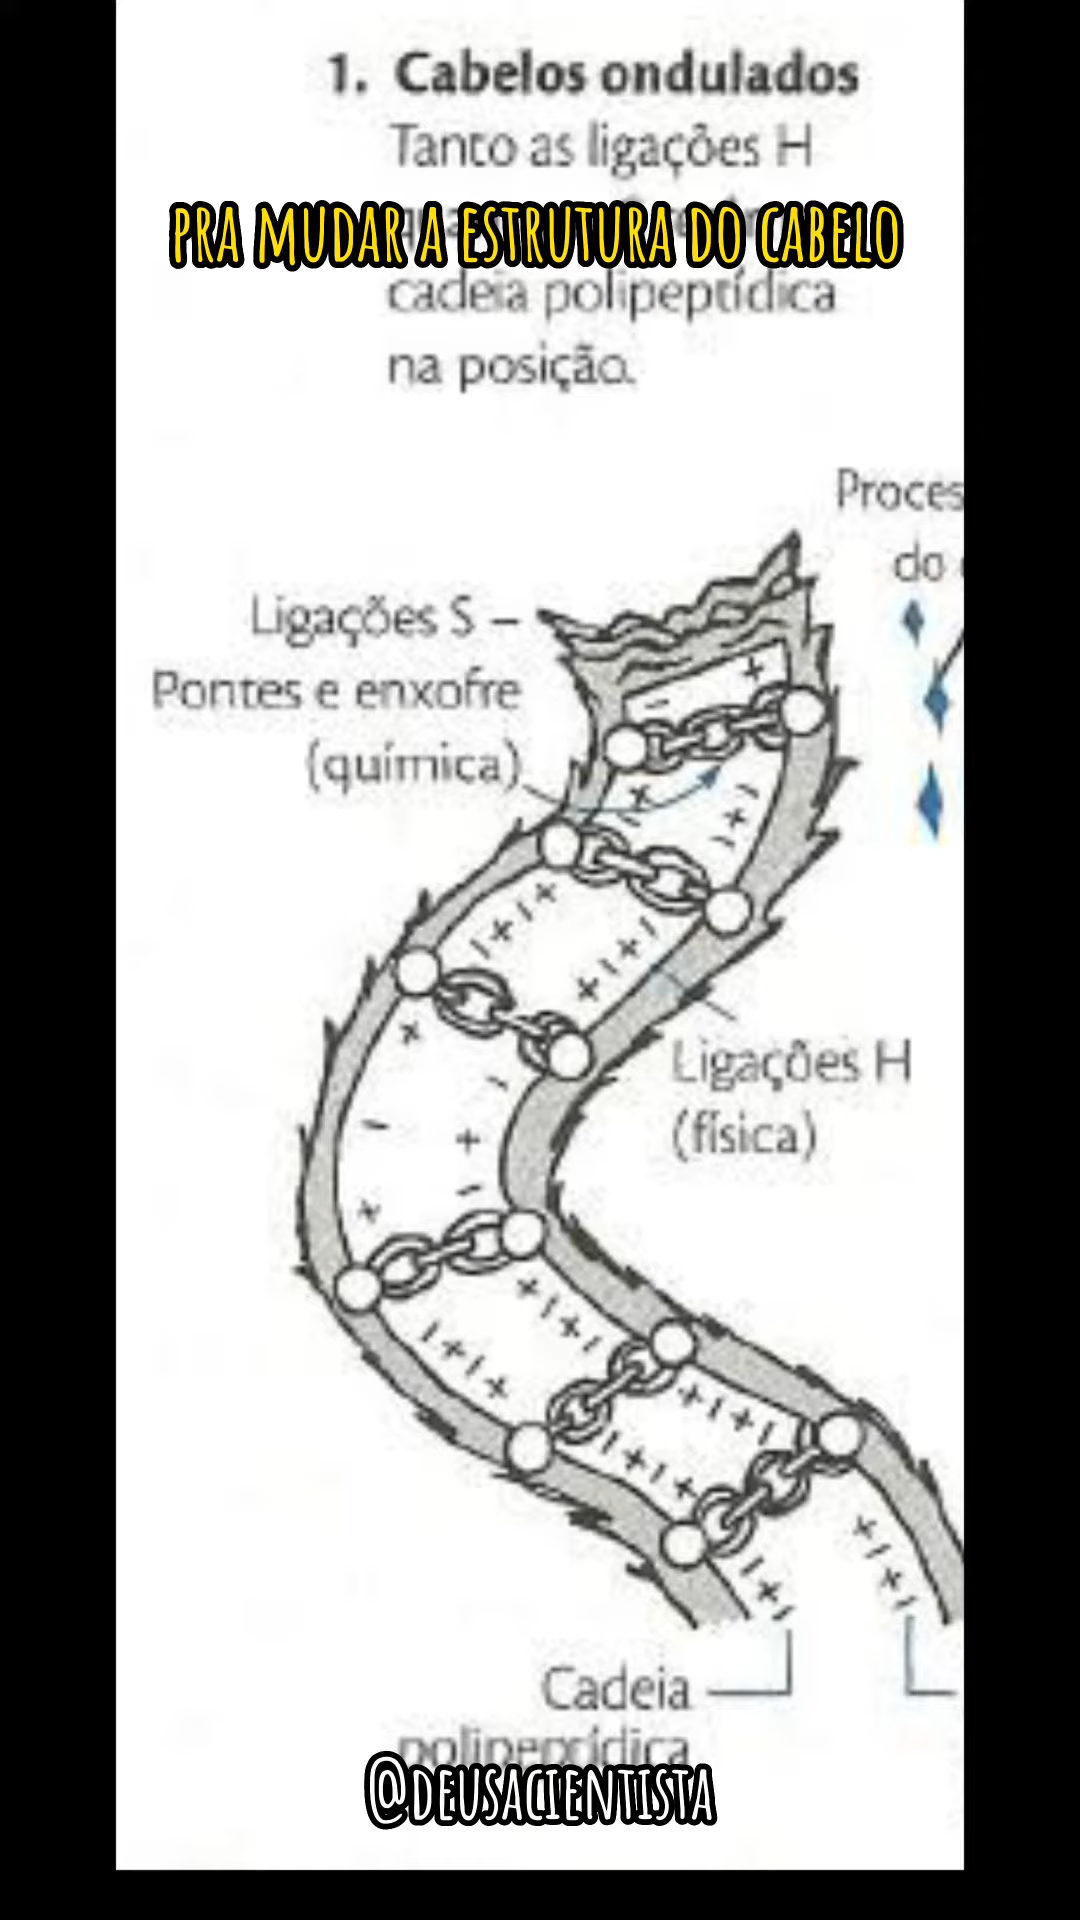 1. Cabelos ondulados
Tanto as ligações H
PRA MUDAR A ESTRUTURA DO CABELO
cadeia polipeptídica
na posição.
Proces
do
Ligações S –
Pontes e enxofre
(química)
Ligações H
(física)
Cadeia
polipeptídica
@DEUSACIENTISTA